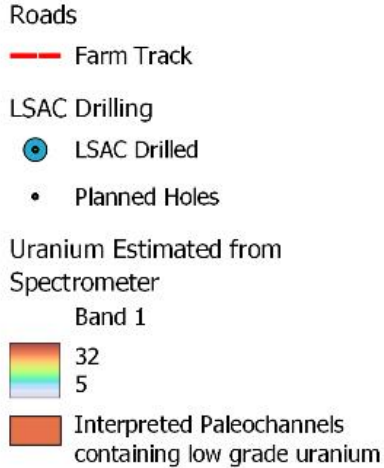 Roads
Farm Track
LSAC Drilling
LSAC Drilled
Planned Holes
Uranium Estimated from
Spectrometer
Band 1
32
5
Interpreted Paleochannels
containing low grade uranium